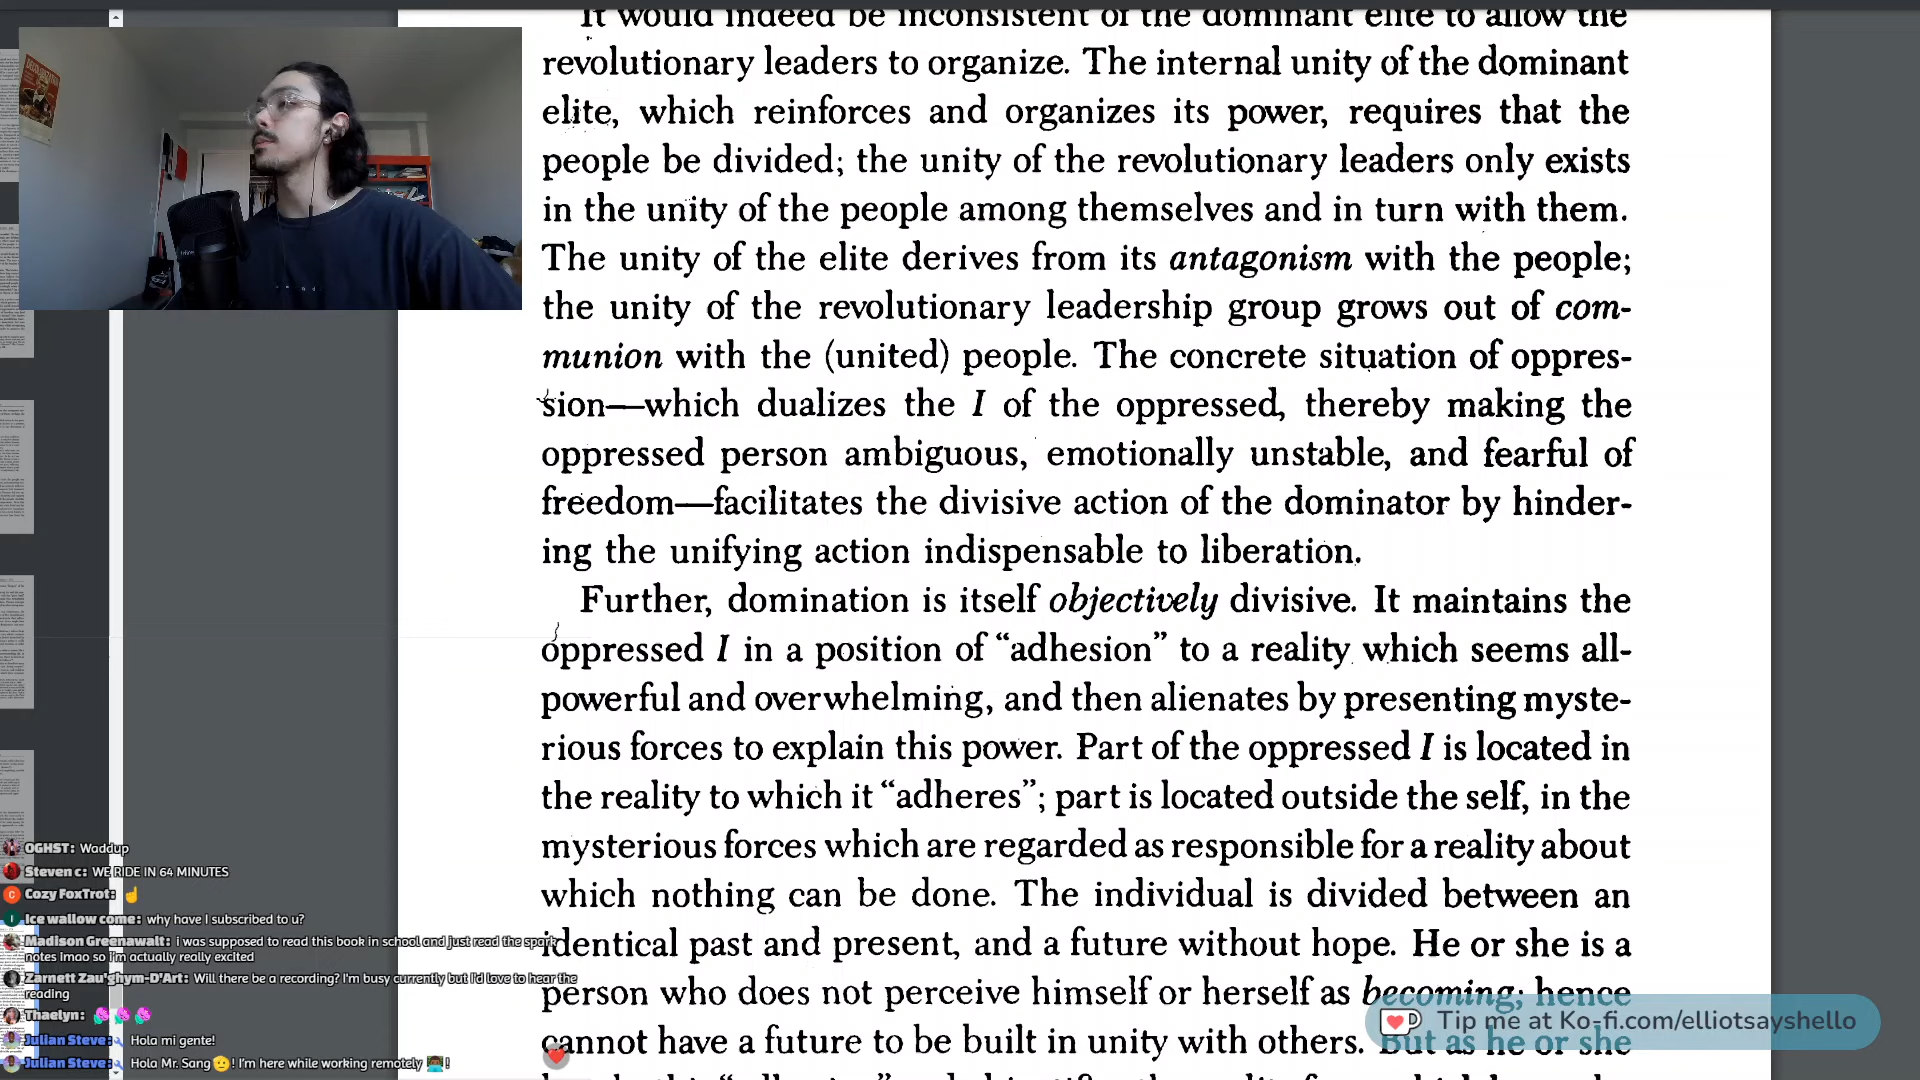 It would indeed be inconsistent of the dominant elite to allow the
revolutionary leaders to organize. The internal unity of the dominant
elite, which reinforces and organizes its power, requires that the
people be divided; the unity of the revolutionary leaders only exists
in the unity of the people among themselves and in turn with them.
The unity of the elite derives from its antagonism with the people;
the unity of the revolutionary leadership group grows out of com-
munion with the (united) people. The concrete situation of oppres-
sion—which dualizes the I of the oppressed, thereby making the
oppressed person ambiguous, emotionally unstable, and fearful of
freedom—facilitates the divisive action of the dominator by hinder-
ing the unifying action indispensable to liberation.
Further, domination is itself objectively divisive. It maintains the
oppressed I in a position of “adhesion” to a reality which seems all-
powerful and overwhelming, and then alienates by presenting myste-
rious forces to explain this power. Part of the oppressed I is located in
the reality to which it “adheres”; part is located outside the self, in the
mysterious forces which are regarded as responsible for a reality about
which nothing can be done. The individual is divided between an
identical past and present, and a future without hope. He or she is a
person who does not perceive himself or herself as becoming; hence
cannot have a future to be built in unity with others. But as he or she
OGHST: Waddup
Steven c: WE RIDE IN 64 MINUTES
Cozy FoxTrot: ☝️
Ice wallow come: why have I subscribed to u?
Madison Greenawalt: i was supposed to read this book in school and just read the spark
notes lmao so i'm actually really excited
Zarnett Zau'ghym-D'Art: Will there be a recording? I'm busy currently but I'd love to hear the
reading
Thaelyn:
Julian Steve: Hola mi gente!
Julian Steve: Hola Mr. Sang! I'm here while working remotely !
Tip me at Ko-fi.com/elliotsayshello